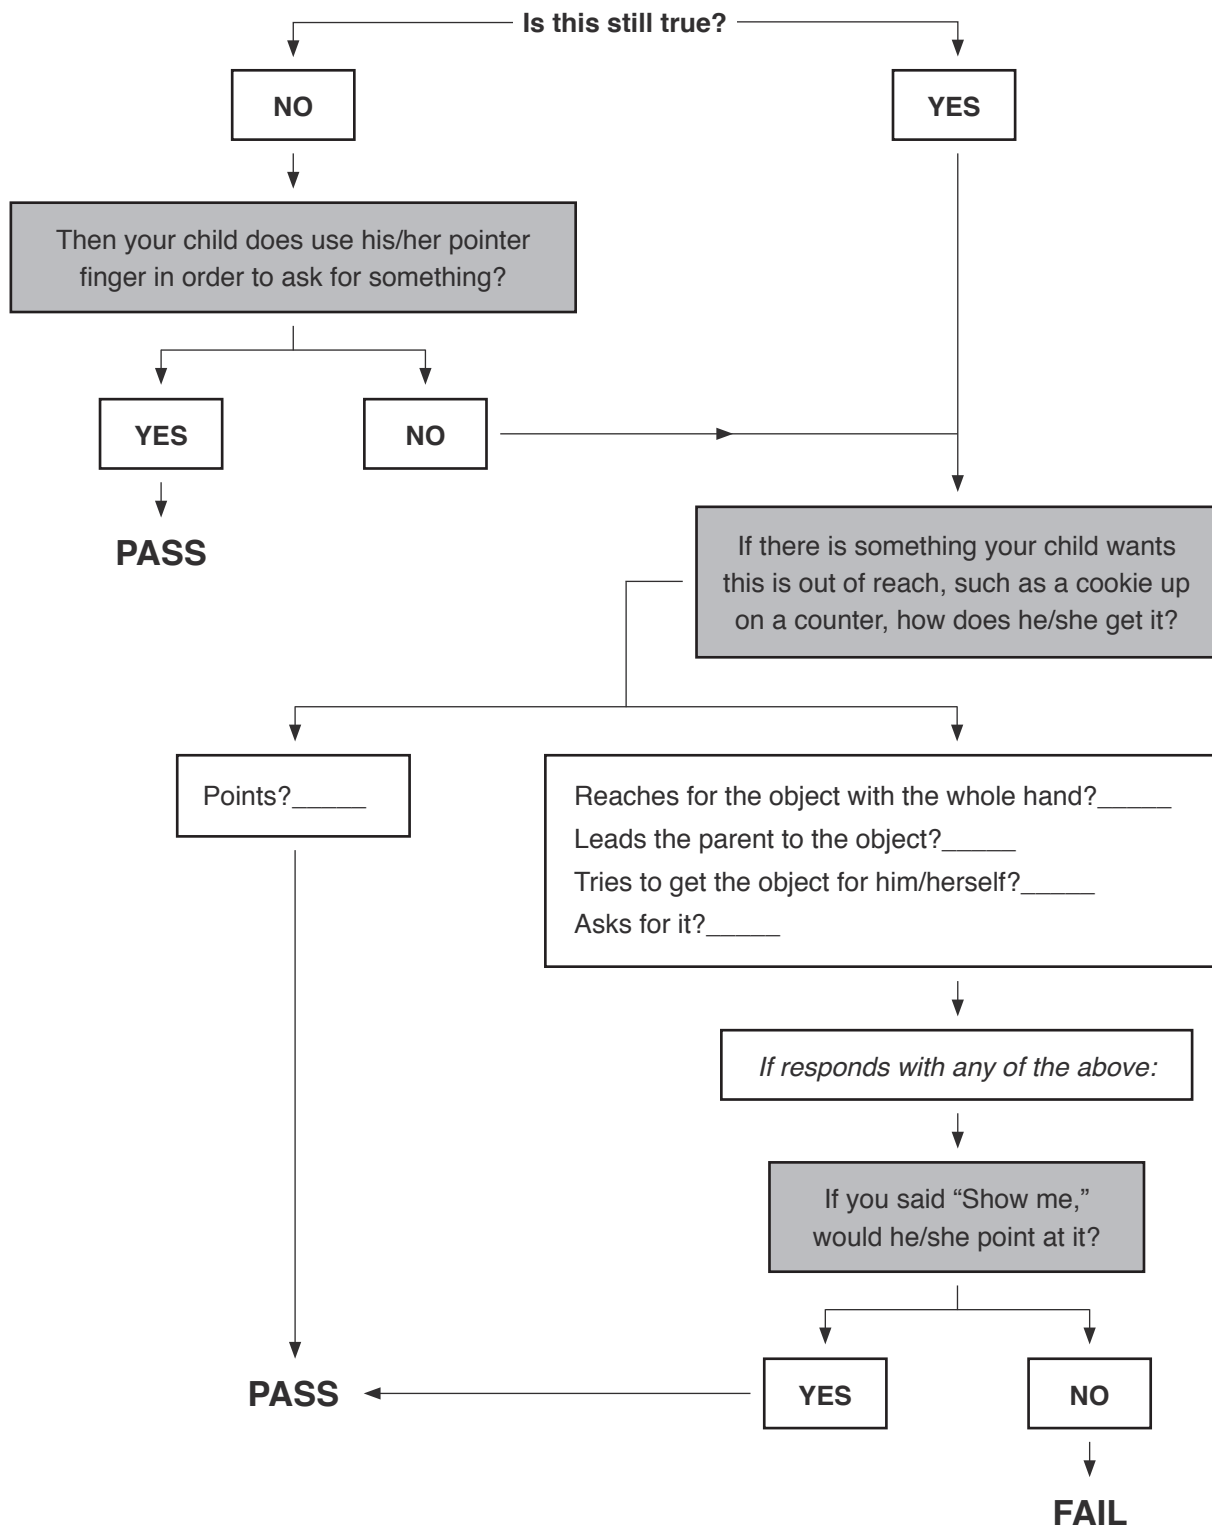 Is this still true?
NO
YES
Then your child does use his/her pointer
finger in order to ask for something?
YES
NO
PASS
If there is something your child wants
this is out of reach, such as a cookie up
on a counter, how does he/she get it?
Points?_____
Reaches for the object with the whole hand?_____
Leads the parent to the object?_____
Tries to get the object for him/herself?_____
Asks for it?_____
If responds with any of the above:
If you said “Show me,”
would he/she point at it?
PASS
YES
NO
FAIL